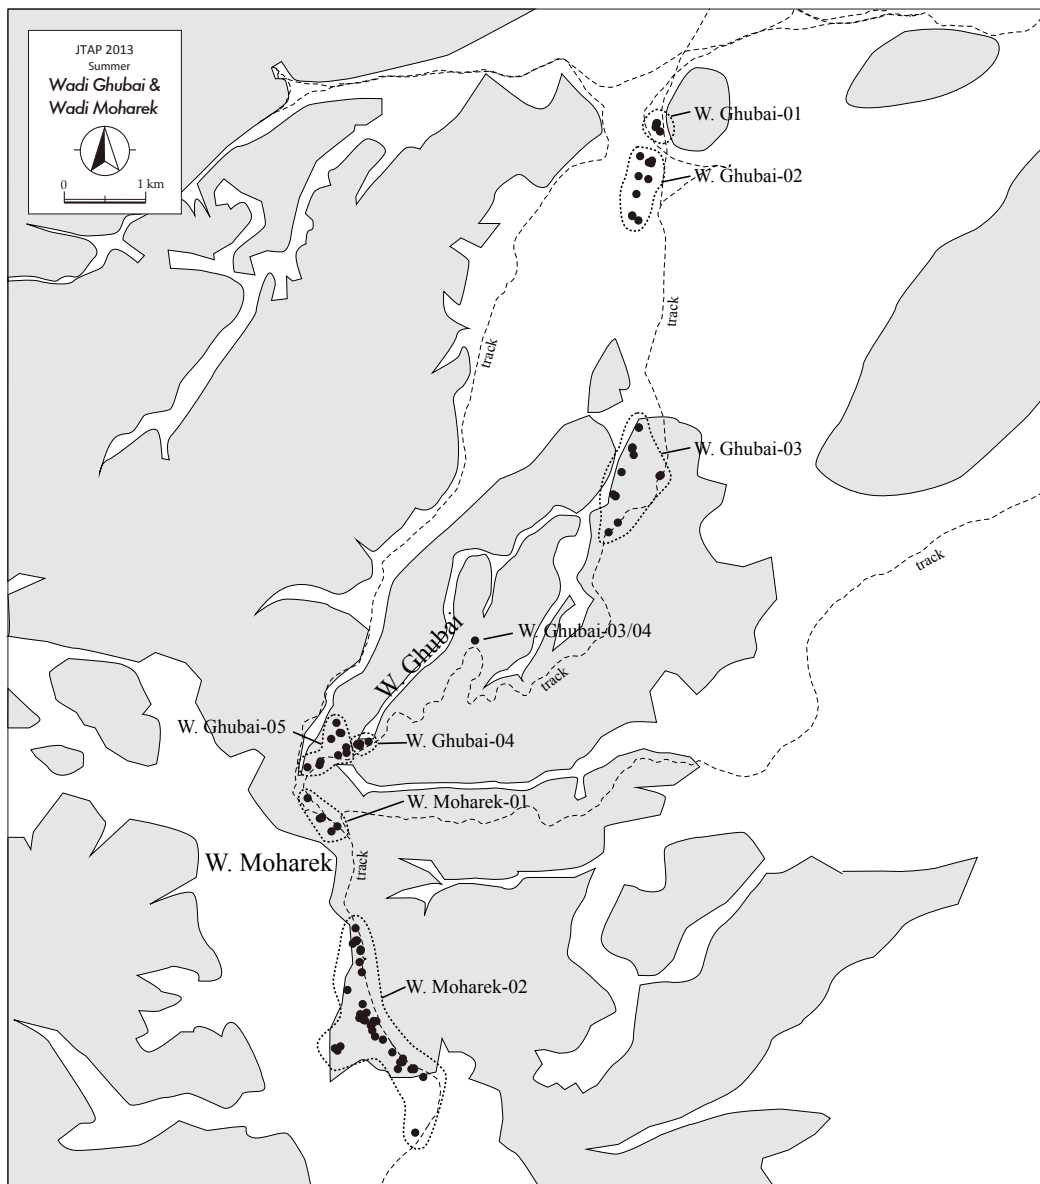 JTAP 2013
Summer
Wadi Ghubai &
Wadi Moharek
0 1 km
W. Ghubai-01
W. Ghubai-02
track
track
W. Ghubai-03
track
W. Ghubai-03/04
W. Ghubai
track
W. Ghubai-05
W. Ghubai-04
W. Moharek-01
W. Moharek
track
W. Moharek-02